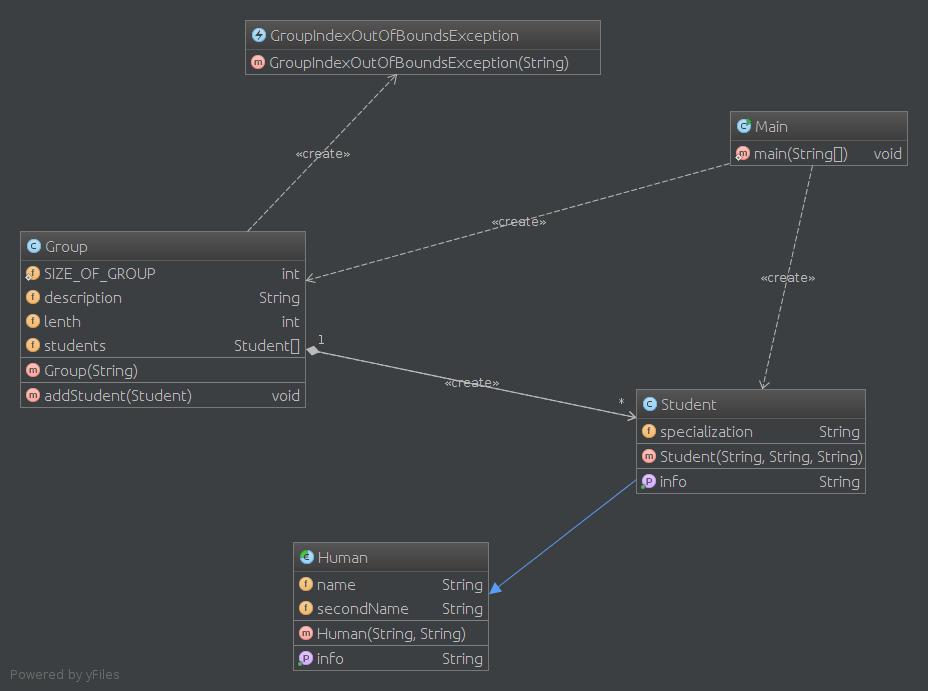 GroupIndexOutOfBoundsException
GroupIndexOutOfBoundsException(String)
Main
main(String[]) void
«create»
«create»
«create»
Group
SIZE_OF_GROUP int
description String
lenth int
students Student[]
Group(String)
addStudent(Student) void
1
«create»
*
Student
specialization String
Student(String, String, String)
info String
Human
name String
secondName String
Human(String, String)
info String
Powered by yFiles